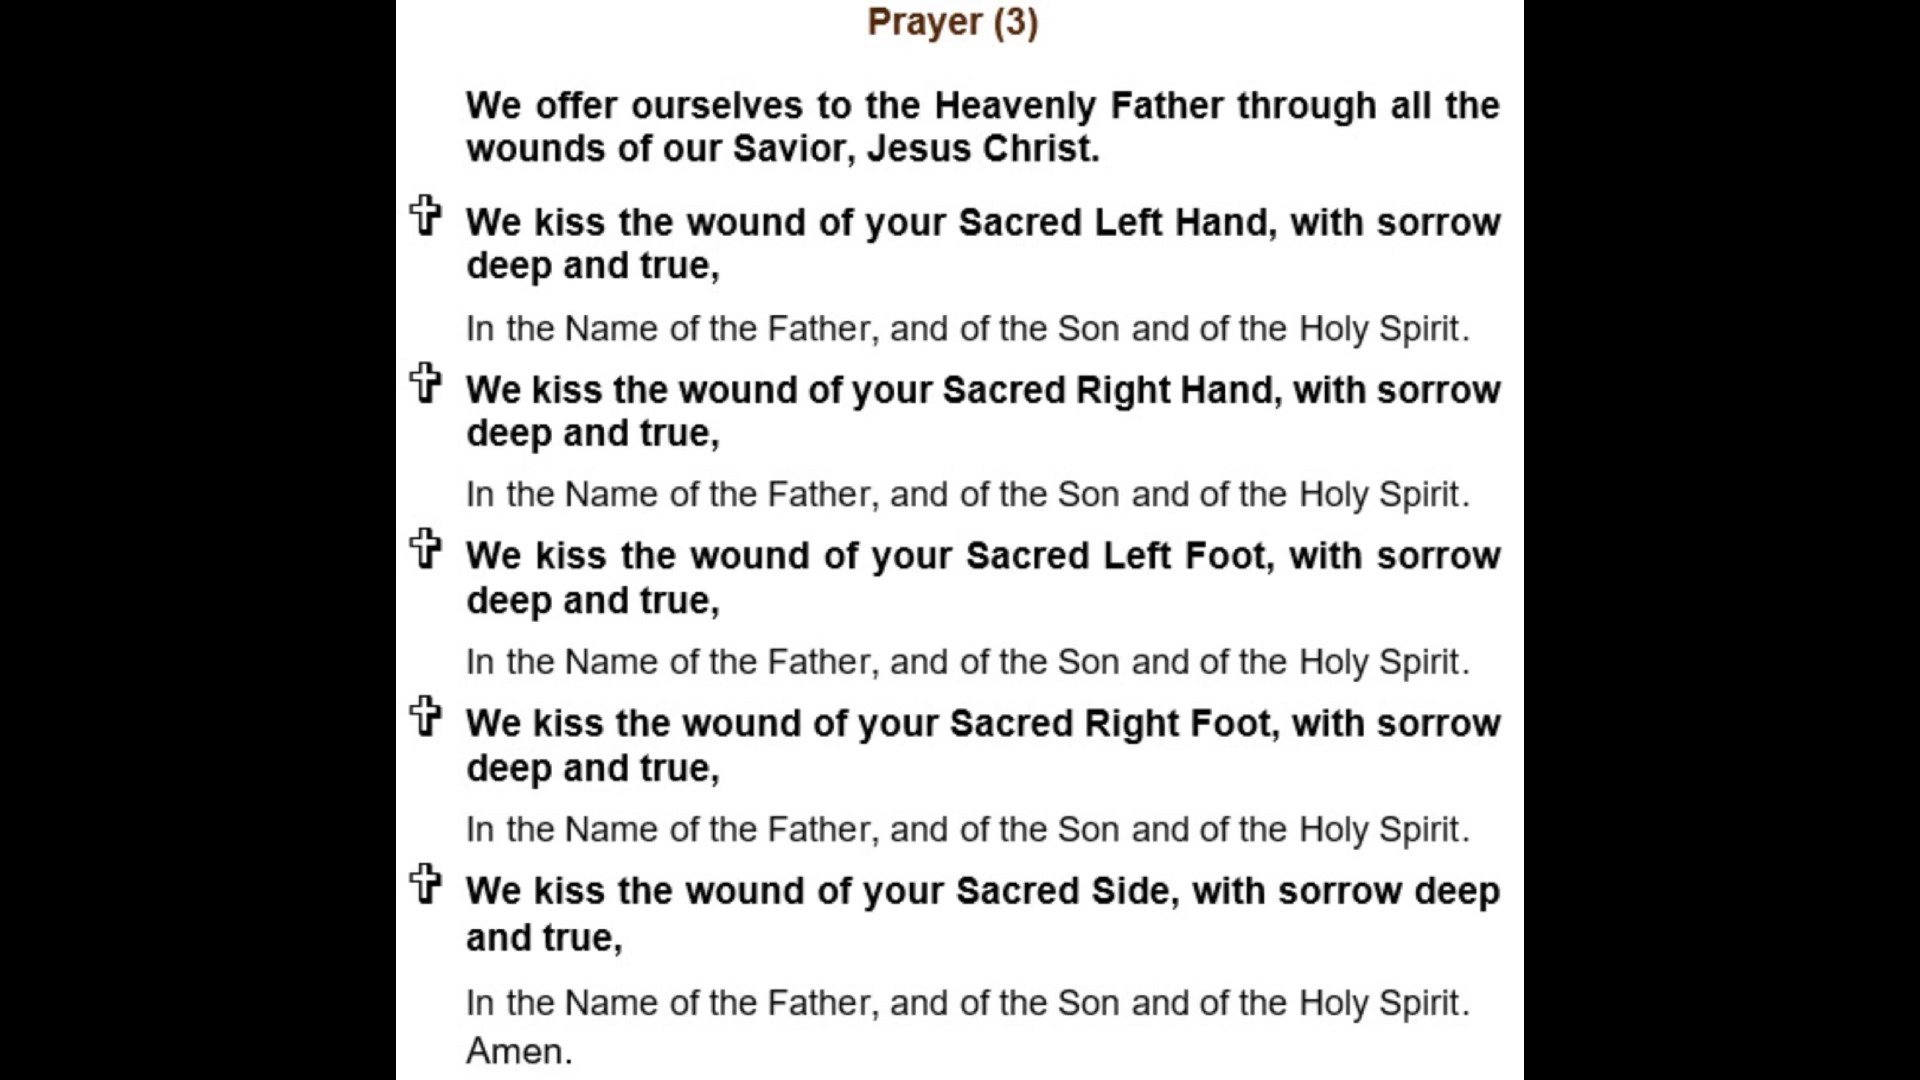 Prayer (3)
We offer ourselves to the Heavenly Father through all the
wounds of our Savior, Jesus Christ.
We kiss the wound of your Sacred Left Hand, with sorrow
deep and true,
In the Name of the Father, and of the Son and of the Holy Spirit.
We kiss the wound of your Sacred Right Hand, with sorrow
deep and true,
In the Name of the Father, and of the Son and of the Holy Spirit.
We kiss the wound of your Sacred Left Foot, with sorrow
deep and true,
In the Name of the Father, and of the Son and of the Holy Spirit.
We kiss the wound of your Sacred Right Foot, with sorrow
deep and true,
In the Name of the Father, and of the Son and of the Holy Spirit.
We kiss the wound of your Sacred Side, with sorrow deep
and true,
In the Name of the Father, and of the Son and of the Holy Spirit.
Amen.